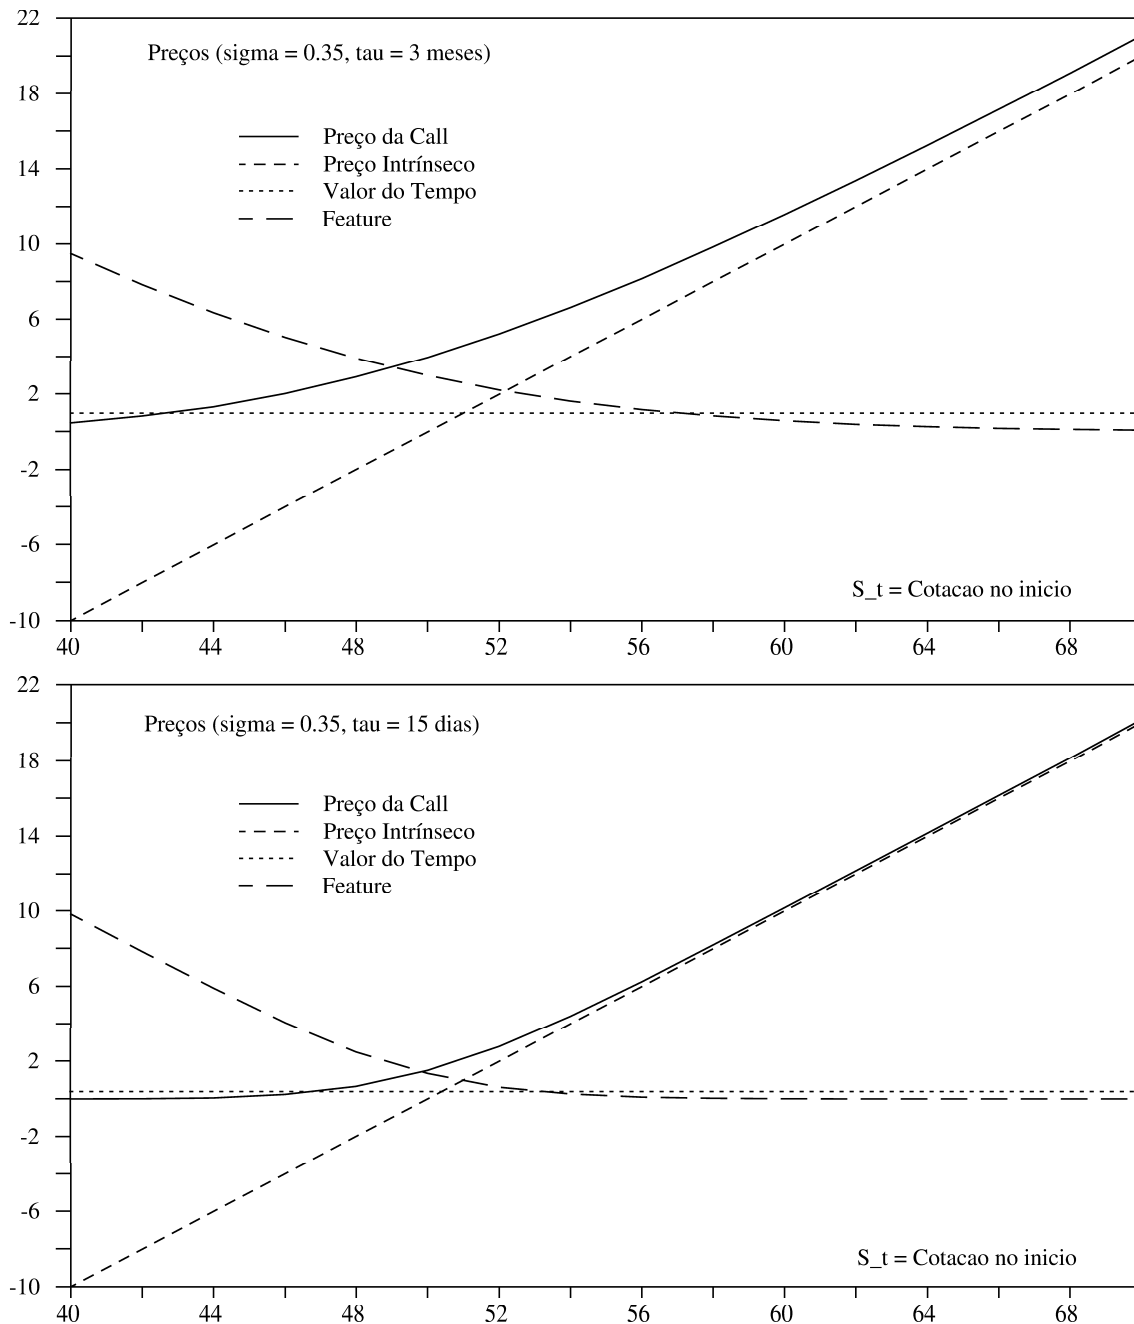 22
Preços (sigma = 0.35, tau = 3 meses)
18
Preço da Call
Preço Intrínseco
14
Valor do Tempo
Feature
10
6
2
-2
-6
S_t = Cotacao no inicio
-10
40 44 48 52 56 60 64 68
22
Preços (sigma = 0.35, tau = 15 dias)
18
Preço da Call
Preço Intrínseco
14
Valor do Tempo
Feature
10
6
2
-2
-6
S_t = Cotacao no inicio
-10
40 44 48 52 56 60 64 68